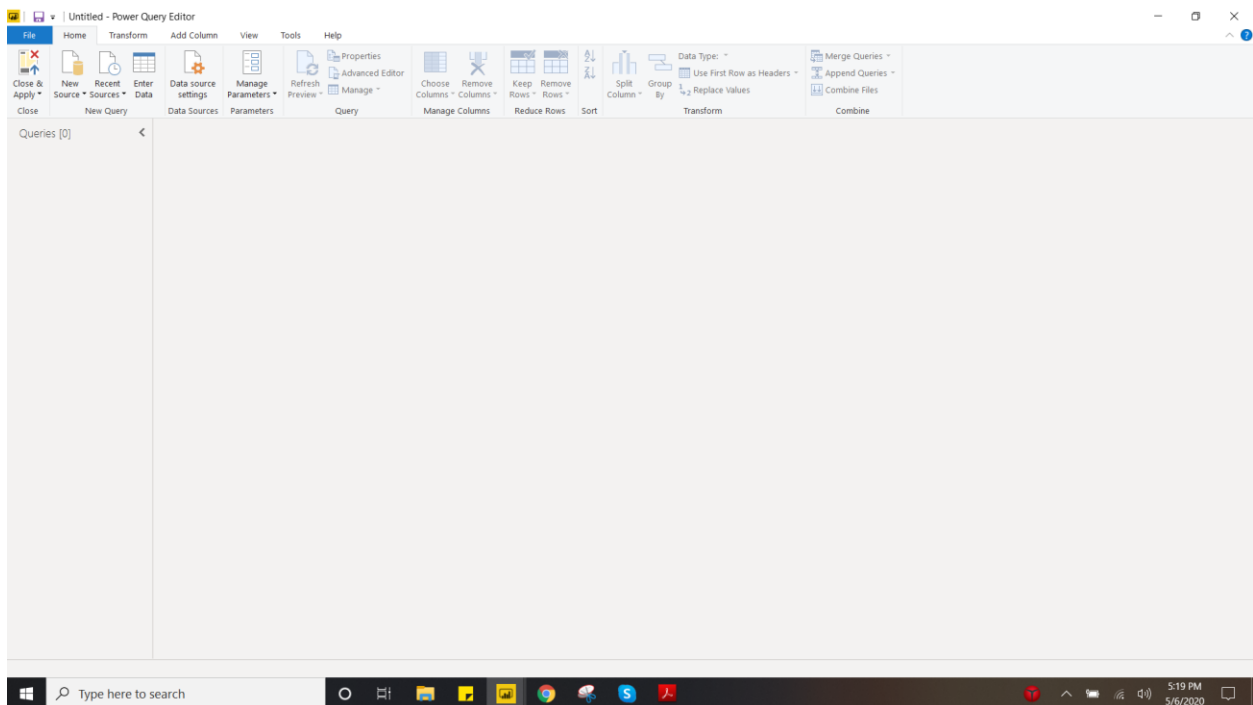 Untitled - Power Query Editor
File Home Transform Add Column View Tools Help
Close & Apply
New Source
Recent Sources
Enter Data
Data source settings
Manage Parameters
Refresh Preview
Properties
Advanced Editor
Manage
Choose Columns
Remove Columns
Keep Rows
Remove Rows
Split Column
Group By
Data Type:
Use First Row as Headers
Replace Values
Merge Queries
Append Queries
Combine Files
Close New Query Data Sources Parameters Query Manage Columns Reduce Rows Sort Transform Combine
Queries [0]
Type here to search
5:19 PM
5/6/2020